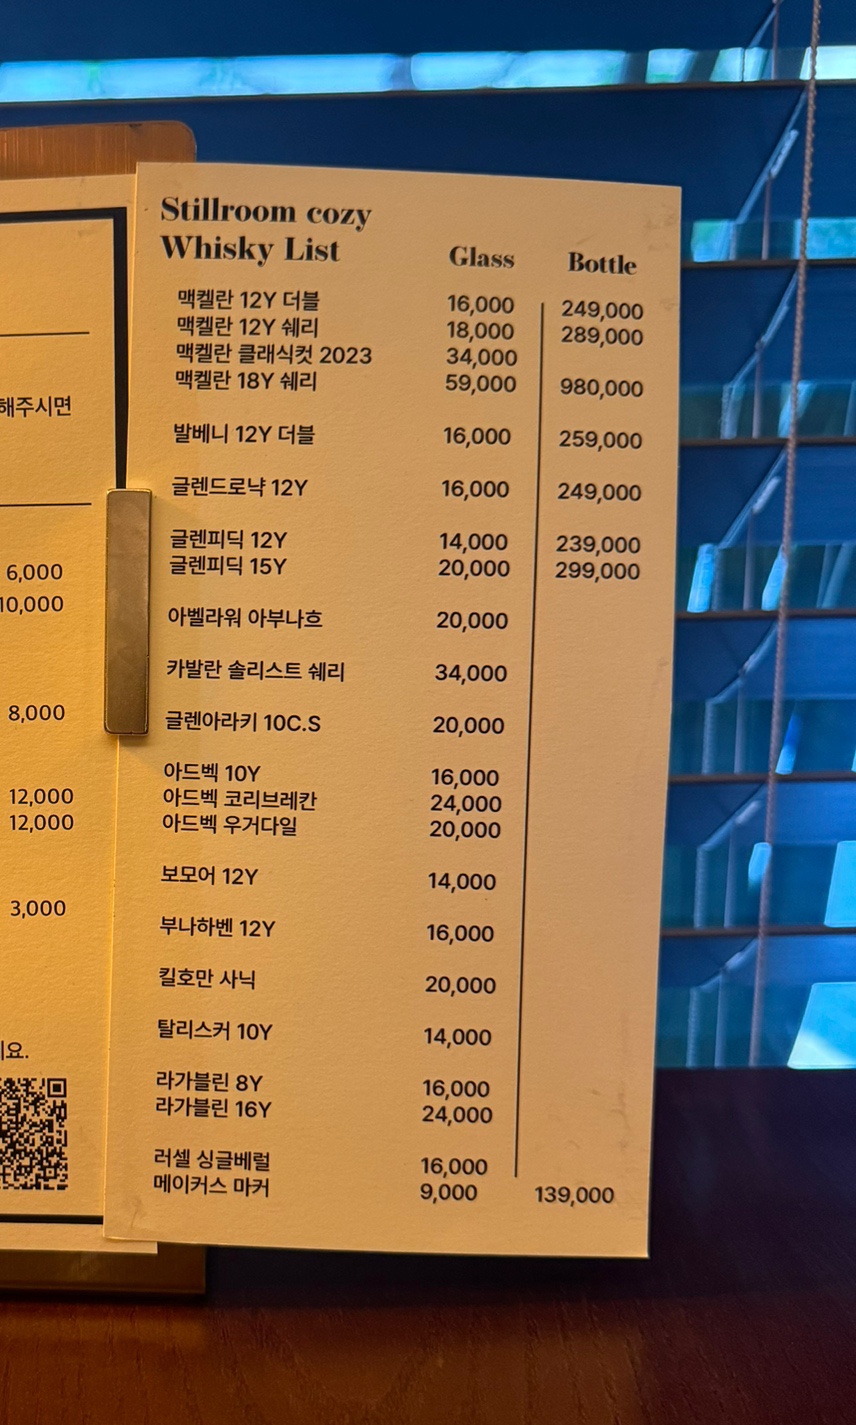 해주시면
6,000
10,000
8,000
12,000
12,000
3,000
요.
Stillroom cozy
Whisky List
Glass Bottle
맥켈란 12Y 더블 16,000 249,000
맥켈란 12Y 쉐리 18,000 289,000
맥켈란 클래식컷 2023 34,000
맥켈란 18Y 쉐리 59,000 980,000
발베니 12Y 더블 16,000 259,000
글렌드로냑 12Y 16,000 249,000
글렌피딕 12Y 14,000 239,000
글렌피딕 15Y 20,000 299,000
아벨라워 아부나흐 20,000
카발란 솔리스트 쉐리 34,000
글렌아라키 10C.S 20,000
아드벡 10Y 16,000
아드벡 코리브레칸 24,000
아드벡 우거다일 20,000
보모어 12Y 14,000
부나하벤 12Y 16,000
킬호만 사닉 20,000
탈리스커 10Y 14,000
라가블린 8Y 16,000
라가블린 16Y 24,000
러셀 싱글베럴 16,000
메이커스 마커 9,000 139,000